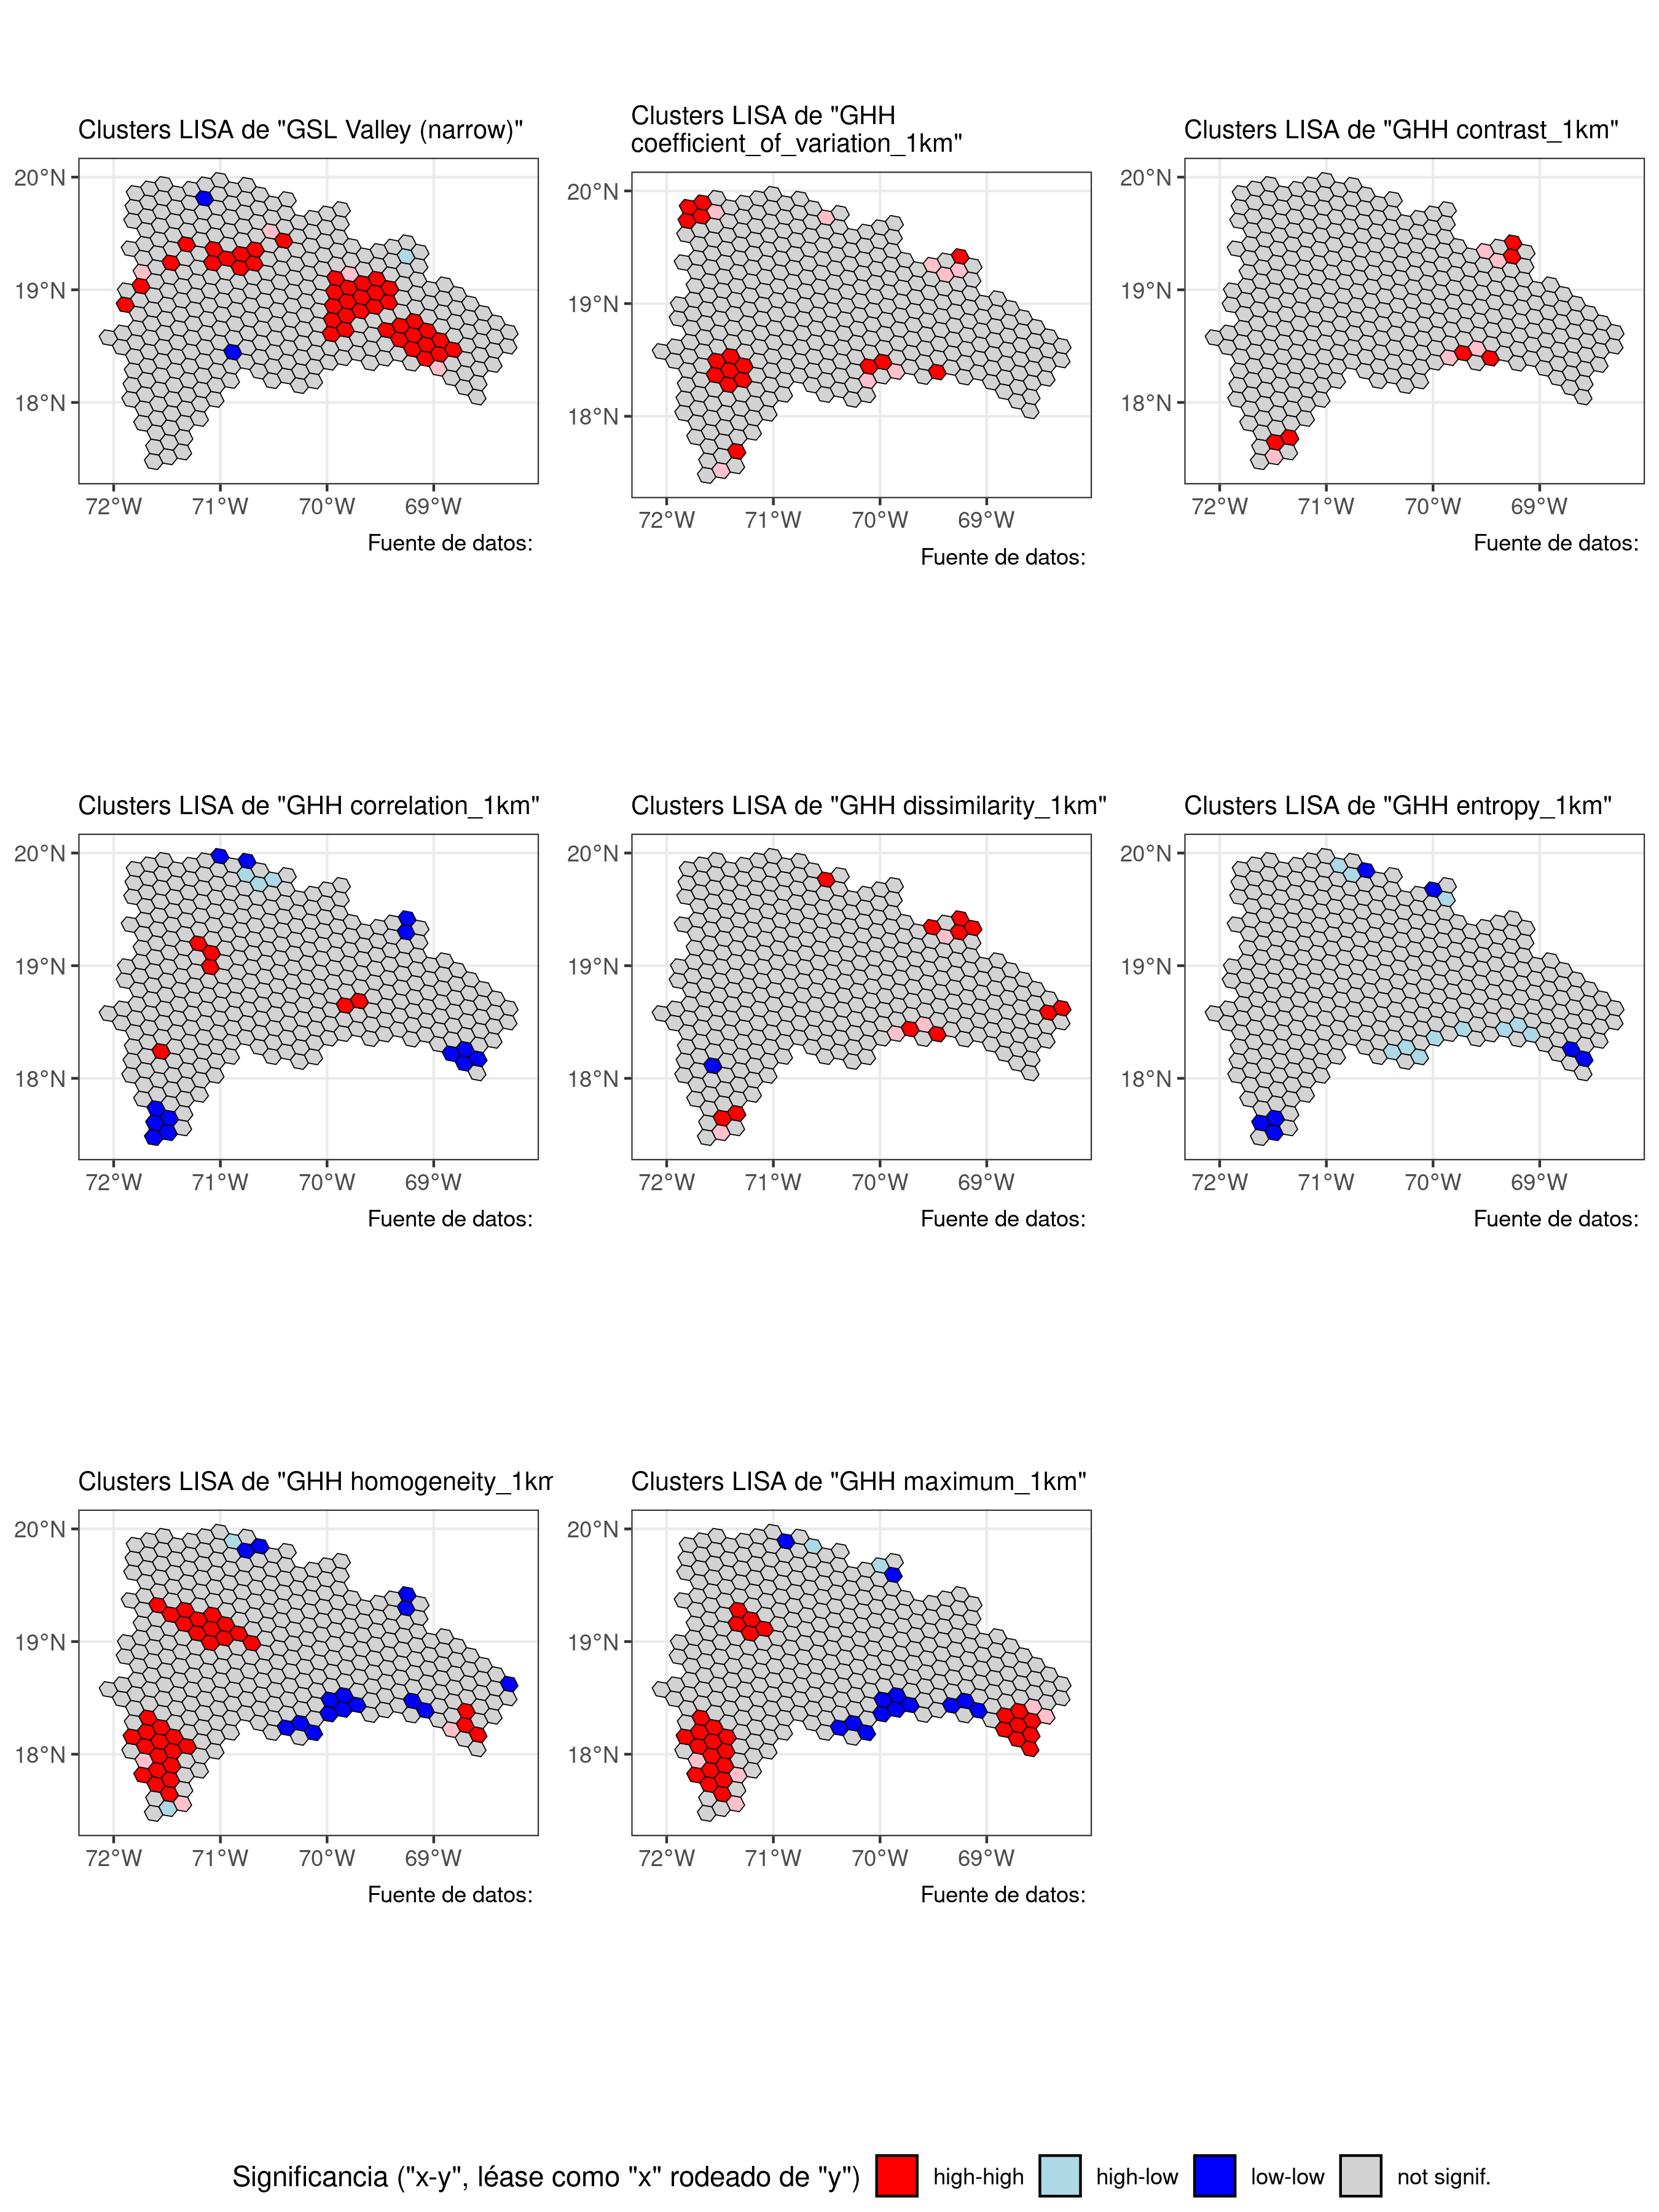 Clusters LISA de "GSL Valley (narrow)"
20°N
19°N
18°N
72°W 71°W 70°W 69°W
Fuente de datos:
Clusters LISA de "GHH
coefficient_of_variation_1km"
20°N
19°N
18°N
72°W 71°W 70°W 69°W
Fuente de datos:
Clusters LISA de "GHH contrast_1km"
20°N
19°N
18°N
72°W 71°W 70°W 69°W
Fuente de datos:
Clusters LISA de "GHH correlation_1km"
20°N
19°N
18°N
72°W 71°W 70°W 69°W
Fuente de datos:
Clusters LISA de "GHH dissimilarity_1km"
20°N
19°N
18°N
72°W 71°W 70°W 69°W
Fuente de datos:
Clusters LISA de "GHH entropy_1km"
20°N
19°N
18°N
72°W 71°W 70°W 69°W
Fuente de datos:
Clusters LISA de "GHH homogeneity_1km
20°N
19°N
18°N
72°W 71°W 70°W 69°W
Fuente de datos:
Clusters LISA de "GHH maximum_1km"
20°N
19°N
18°N
72°W 71°W 70°W 69°W
Fuente de datos:
Significancia ("x-y", léase como "x" rodeado de "y") high-high high-low low-low not signif.